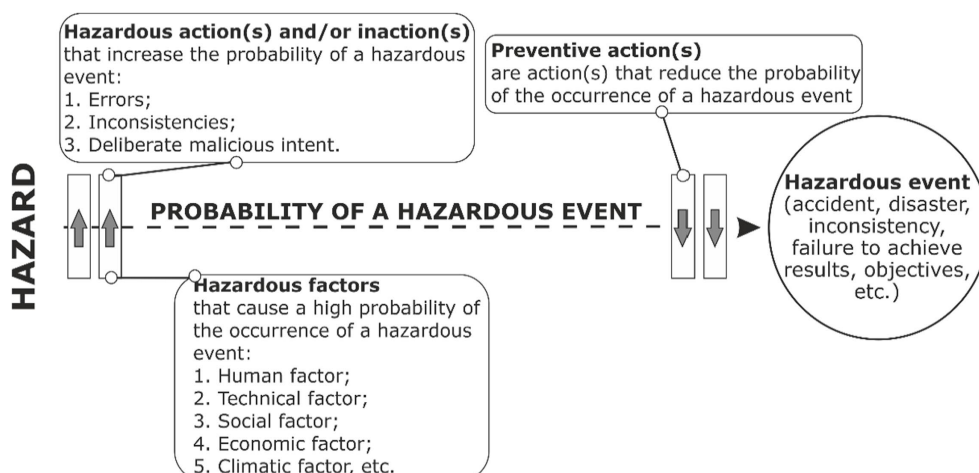 HAZARD
Hazardous action(s) and/or inaction(s)
that increase the probability of a hazardous
event:
1. Errors;
2. Inconsistencies;
3. Deliberate malicious intent.
Preventive action(s)
are action(s) that reduce the probability
of the occurrence of a hazardous event
PROBABILITY OF A HAZARDOUS EVENT
Hazardous event
(accident, disaster,
inconsistency,
failure to achieve
results, objectives,
etc.)
Hazardous factors
that cause a high probability of
the occurrence of a hazardous
event:
1. Human factor;
2. Technical factor;
3. Social factor;
4. Economic factor;
5. Climatic factor, etc.